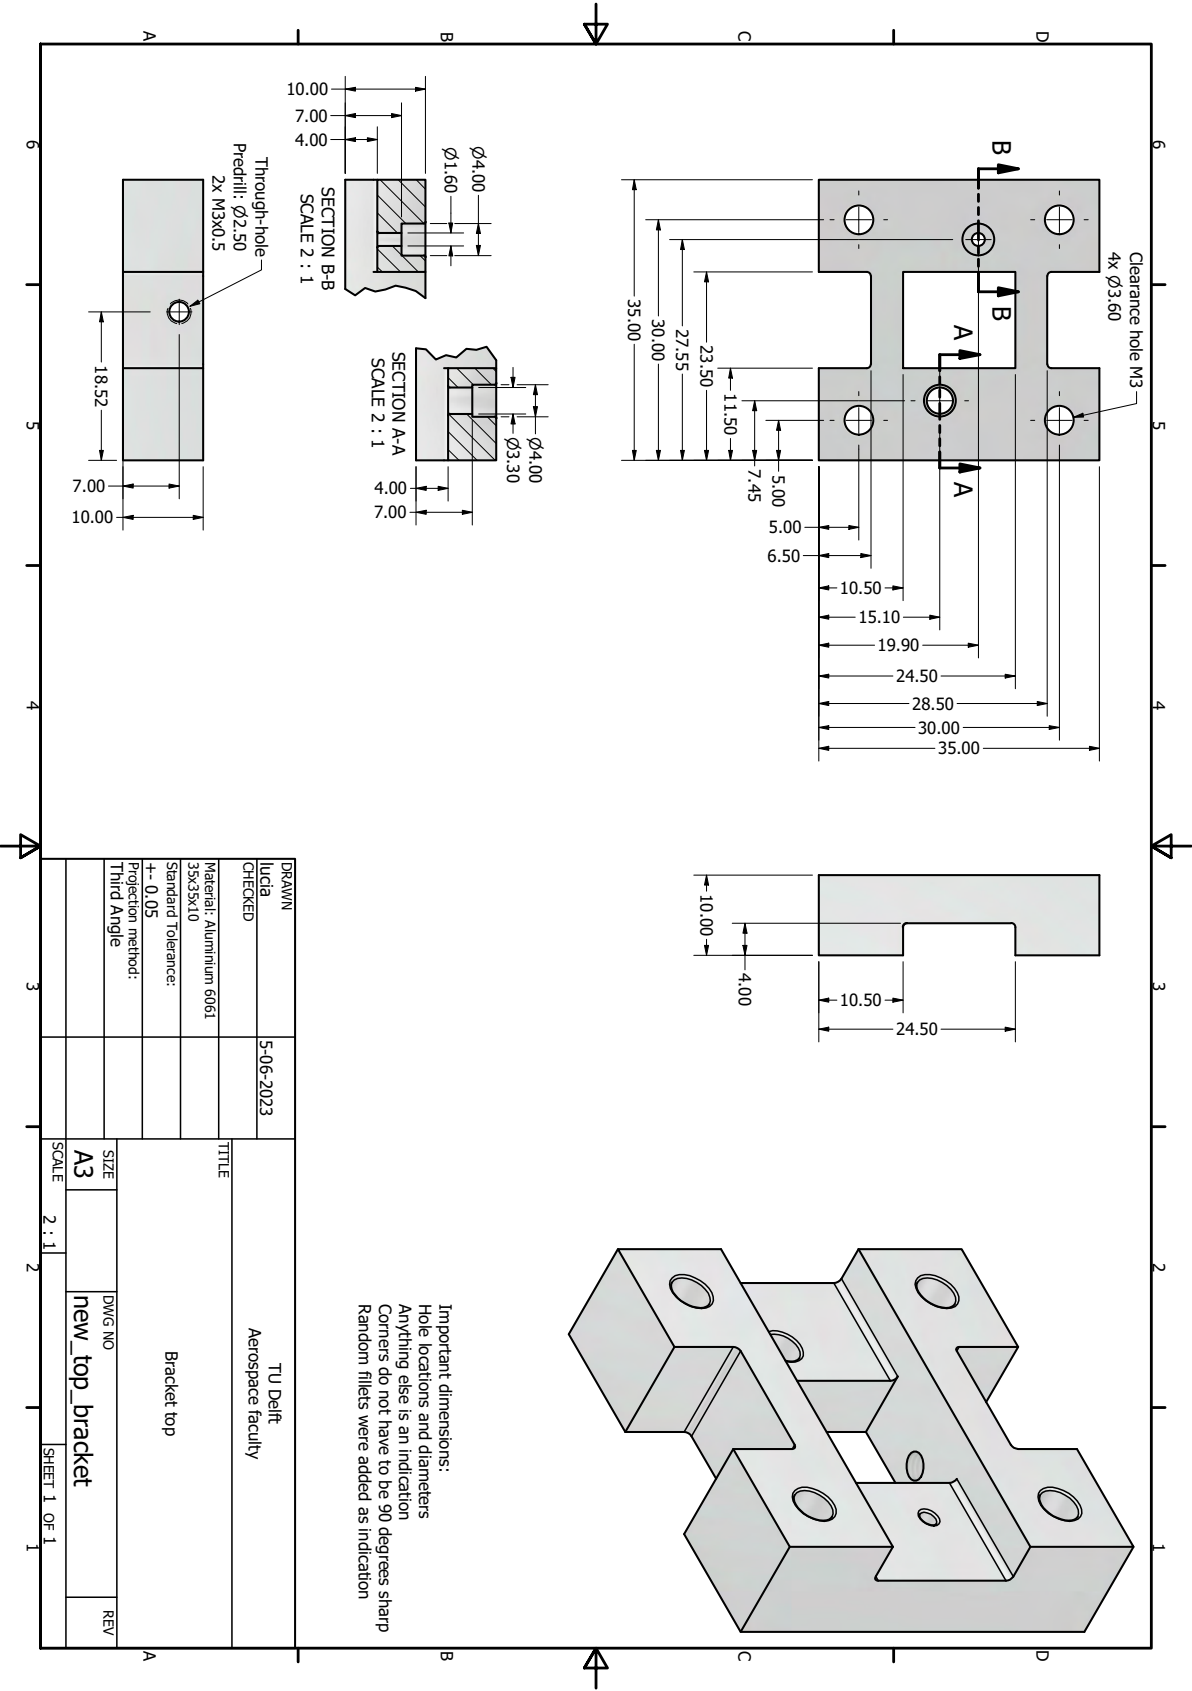 6
5
4
3
2
1
6
5
4
3
2
1
D
C
B
A
D
C
B
A
Clearance hole M3
4x Ø3.60
B
B
A
A
5.00
7.45
11.50
23.50
27.55
30.00
35.00
5.00
6.50
10.50
15.10
19.90
24.50
28.50
30.00
35.00
10.00
4.00
10.50
24.50
Ø4.00
Ø1.60
10.00
7.00
4.00
SECTION B-B
SCALE 2 : 1
Ø4.00
Ø3.30
4.00
7.00
SECTION A-A
SCALE 2 : 1
Through-hole
Predrill: Ø2.50
2x M3x0.5
18.52
7.00
10.00
Important dimensions:
Hole locations and diameters
Anything else is an indication
Corners do not have to be 90 degrees sharp
Random fillets were added as indication
DRAWN
lucia
5-06-2023
CHECKED
Material: Aluminium 6061
35x35x10
Standard Tolerance:
+- 0.05
Projection method:
Third Angle
TU Delft
Aerospace faculty
TITLE
Bracket top
SIZE
A3
DWG NO
new_top_bracket
REV
SCALE 2 : 1
SHEET 1 OF 1